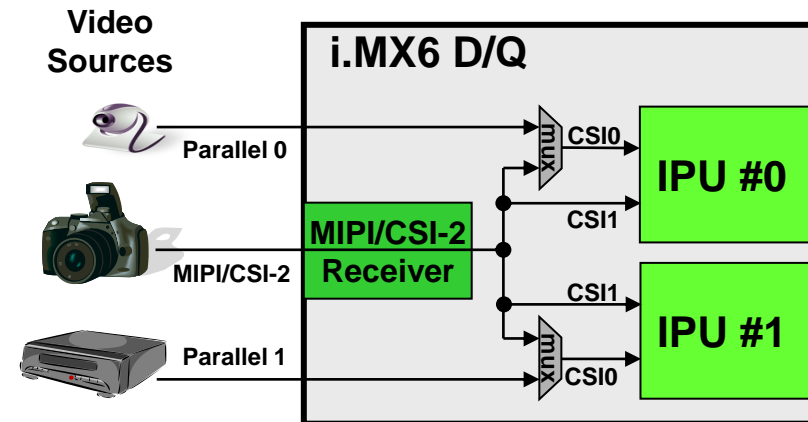 Video
Sources
i.MX6 D/Q
Parallel 0
mux
CSI0
IPU #0
CSI1
MIPI/CSI-2
MIPI/CSI-2
Receiver
CSI1
IPU #1
Parallel 1
mux
CSI0